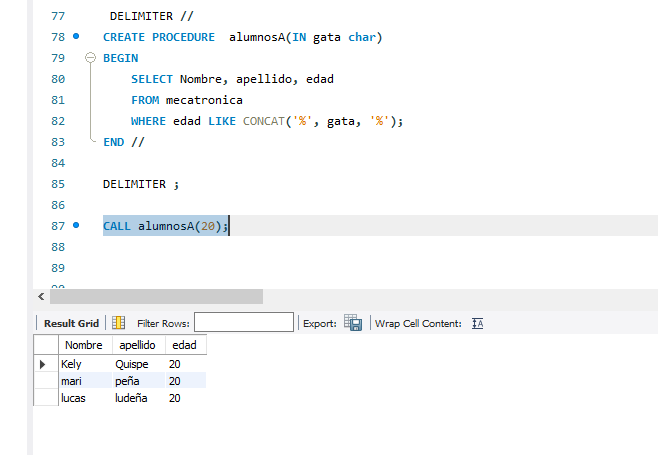 77 DELIMITER //
78 CREATE PROCEDURE alumnosA(IN gata char)
79 BEGIN
80 SELECT Nombre, apellido, edad
81 FROM mecatronica
82 WHERE edad LIKE CONCAT('%', gata, '%');
83 END //
84
85 DELIMITER ;
86
87 CALL alumnosA(20);
88
89
Result Grid Filter Rows: Export: Wrap Cell Content: IA
Nombre apellido edad
Kely Quispe 20
mari peña 20
lucas ludeña 20